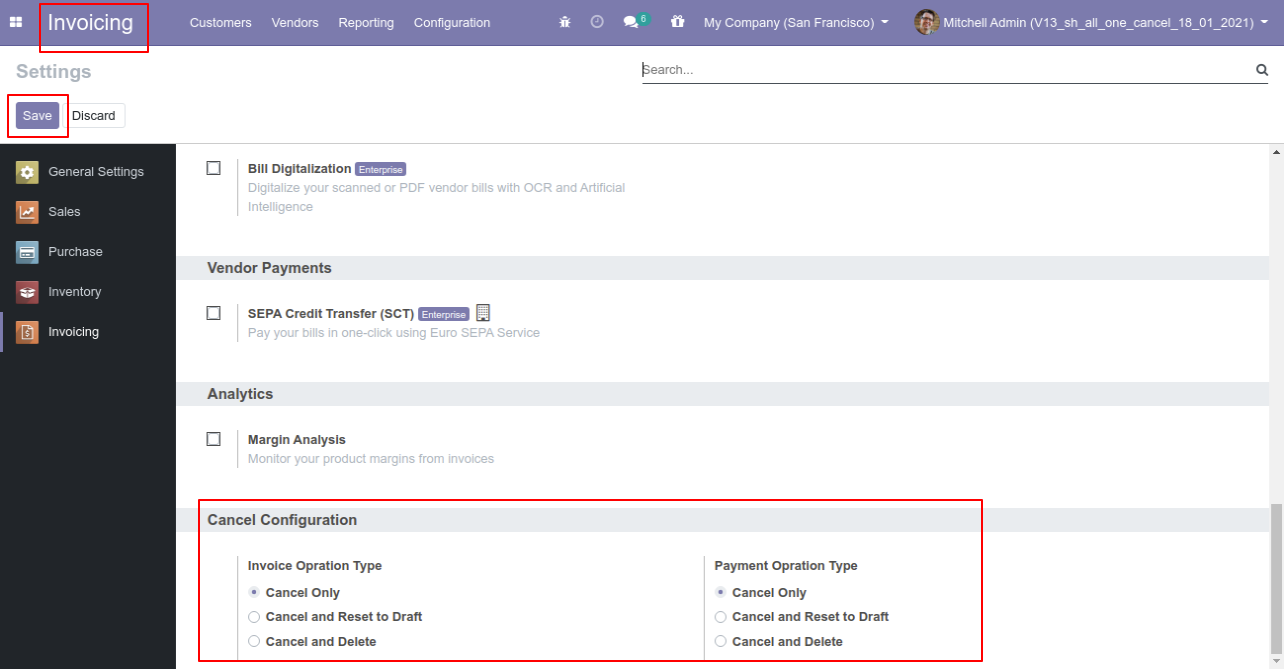 Invoicing Customers Vendors Reporting Configuration 6 My Company (San Francisco) Mitchell Admin (V13_sh_all_one_cancel_18_01_2021)
Settings Search...
Save Discard
General Settings
Sales
Purchase
Inventory
Invoicing
Bill Digitalization Enterprise
Digitalize your scanned or PDF vendor bills with OCR and Artificial
Intelligence
Vendor Payments
SEPA Credit Transfer (SCT) Enterprise
Pay your bills in one-click using Euro SEPA Service
Analytics
Margin Analysis
Monitor your product margins from invoices
Cancel Configuration
Invoice Opration Type
Cancel Only
Cancel and Reset to Draft
Cancel and Delete
Payment Opration Type
Cancel Only
Cancel and Reset to Draft
Cancel and Delete